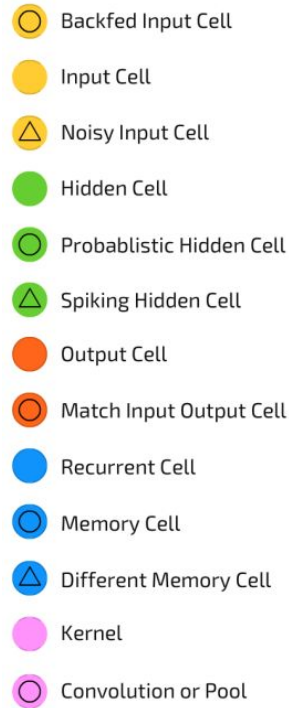 Backfed Input Cell
Input Cell
Noisy Input Cell
Hidden Cell
Probablistic Hidden Cell
Spiking Hidden Cell
Output Cell
Match Input Output Cell
Recurrent Cell
Memory Cell
Different Memory Cell
Kernel
Convolution or Pool